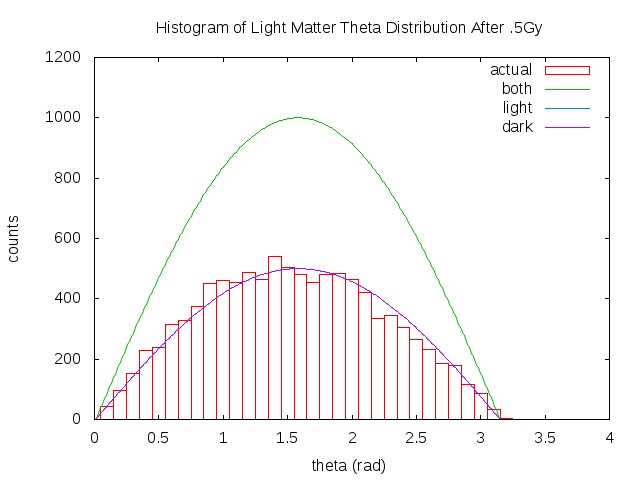 Histogram of Light Matter Theta Distribution After .5Gy
1200
1000
800
600
400
200
0
counts
actual
both
light
dark
0 0.5 1 1.5 2 2.5 3 3.5 4
theta (rad)